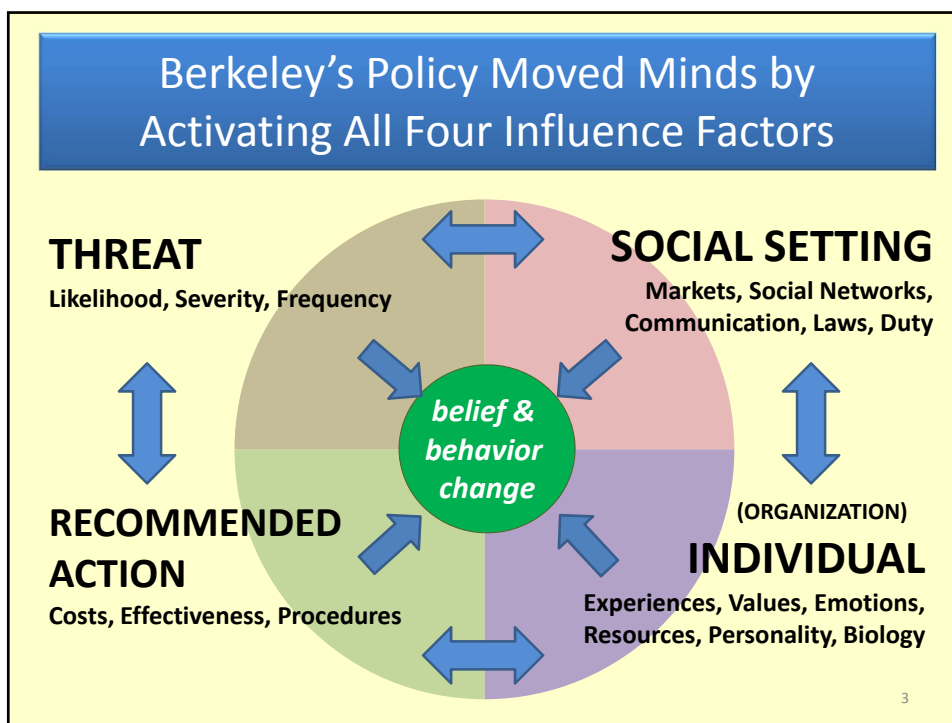 Berkeley’s Policy Moved Minds by
Activating All Four Influence Factors
THREAT
Likelihood, Severity, Frequency
SOCIAL SETTING
Markets, Social Networks,
Communication, Laws, Duty
belief &
behavior
change
RECOMMENDED
ACTION
Costs, Effectiveness, Procedures
(ORGANIZATION)
INDIVIDUAL
Experiences, Values, Emotions,
Resources, Personality, Biology
3